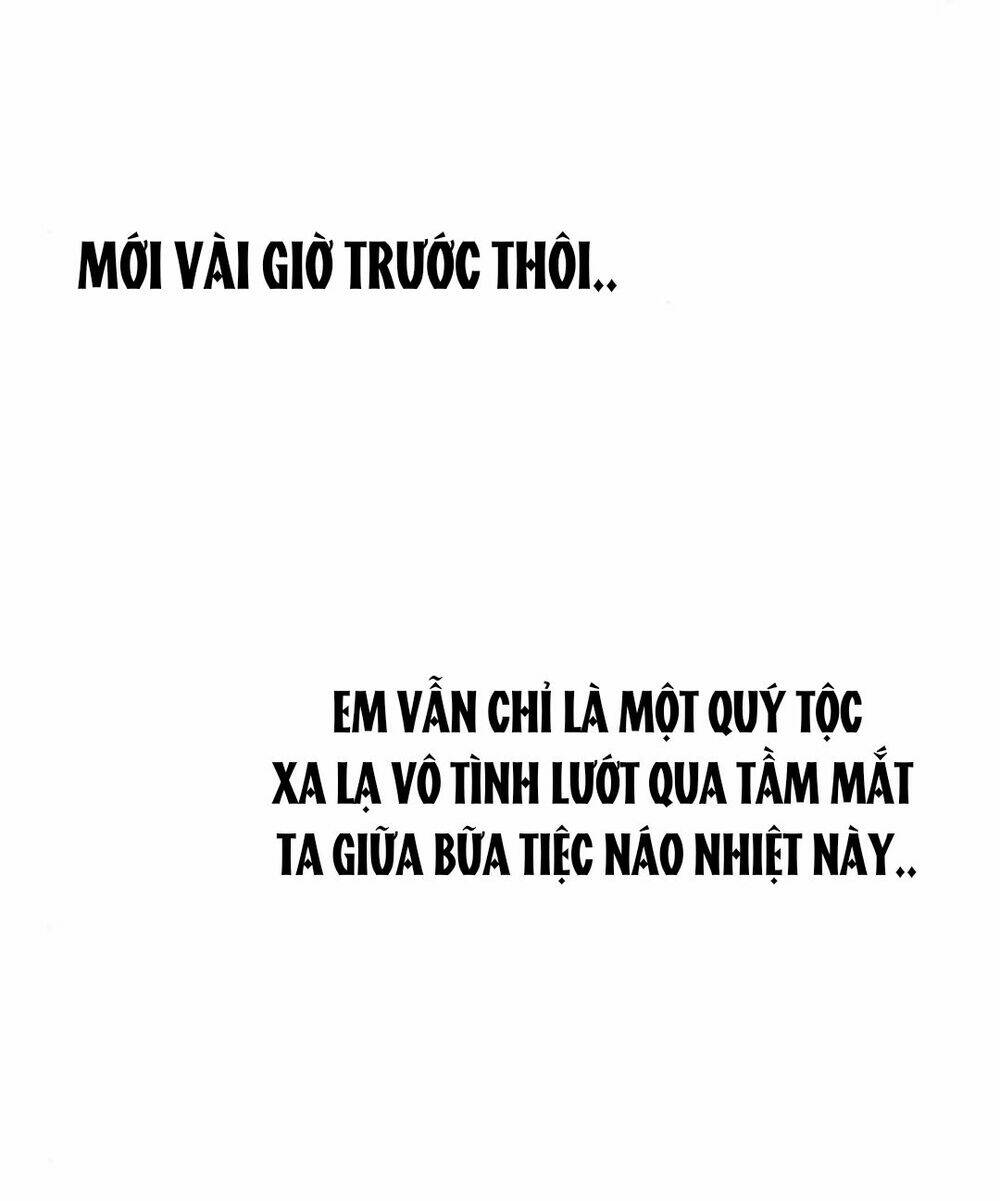 MỚI VÀI GIỜ TRƯỚC THÔI..
EM VẪN CHỈ LÀ MỘT QUÝ TỘC
XA LẠ VÔ TÌNH LƯỚT QUA TẦM MẮT
TA GIỮA BỮA TIỆC NÁO NHIỆT NÀY..